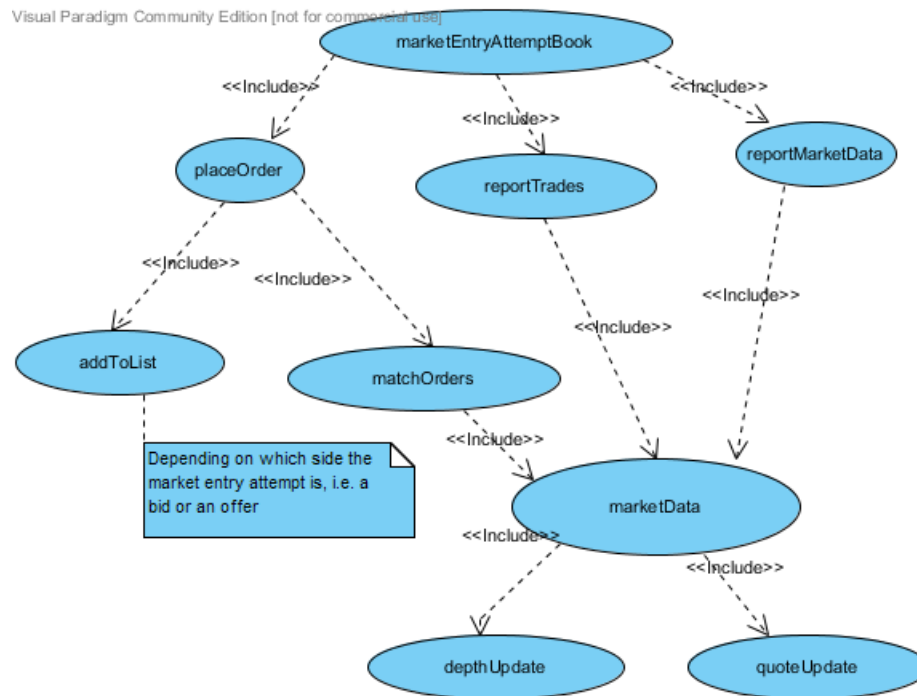 Visual Paradigm Community Edition [not for commercial use]
marketEntryAttemptBook
<<Include>>
<<Include>>
<<Include>>
placeOrder
reportTrades
reportMarketData
<<Include>>
<<Include>>
<<Include>>
<<Include>>
addToList
matchOrders
<<Include>>
Depending on which side the
market entry attempt is, i.e. a
bid or an offer
marketData
<<Include>>
<<Include>>
depthUpdate
quoteUpdate